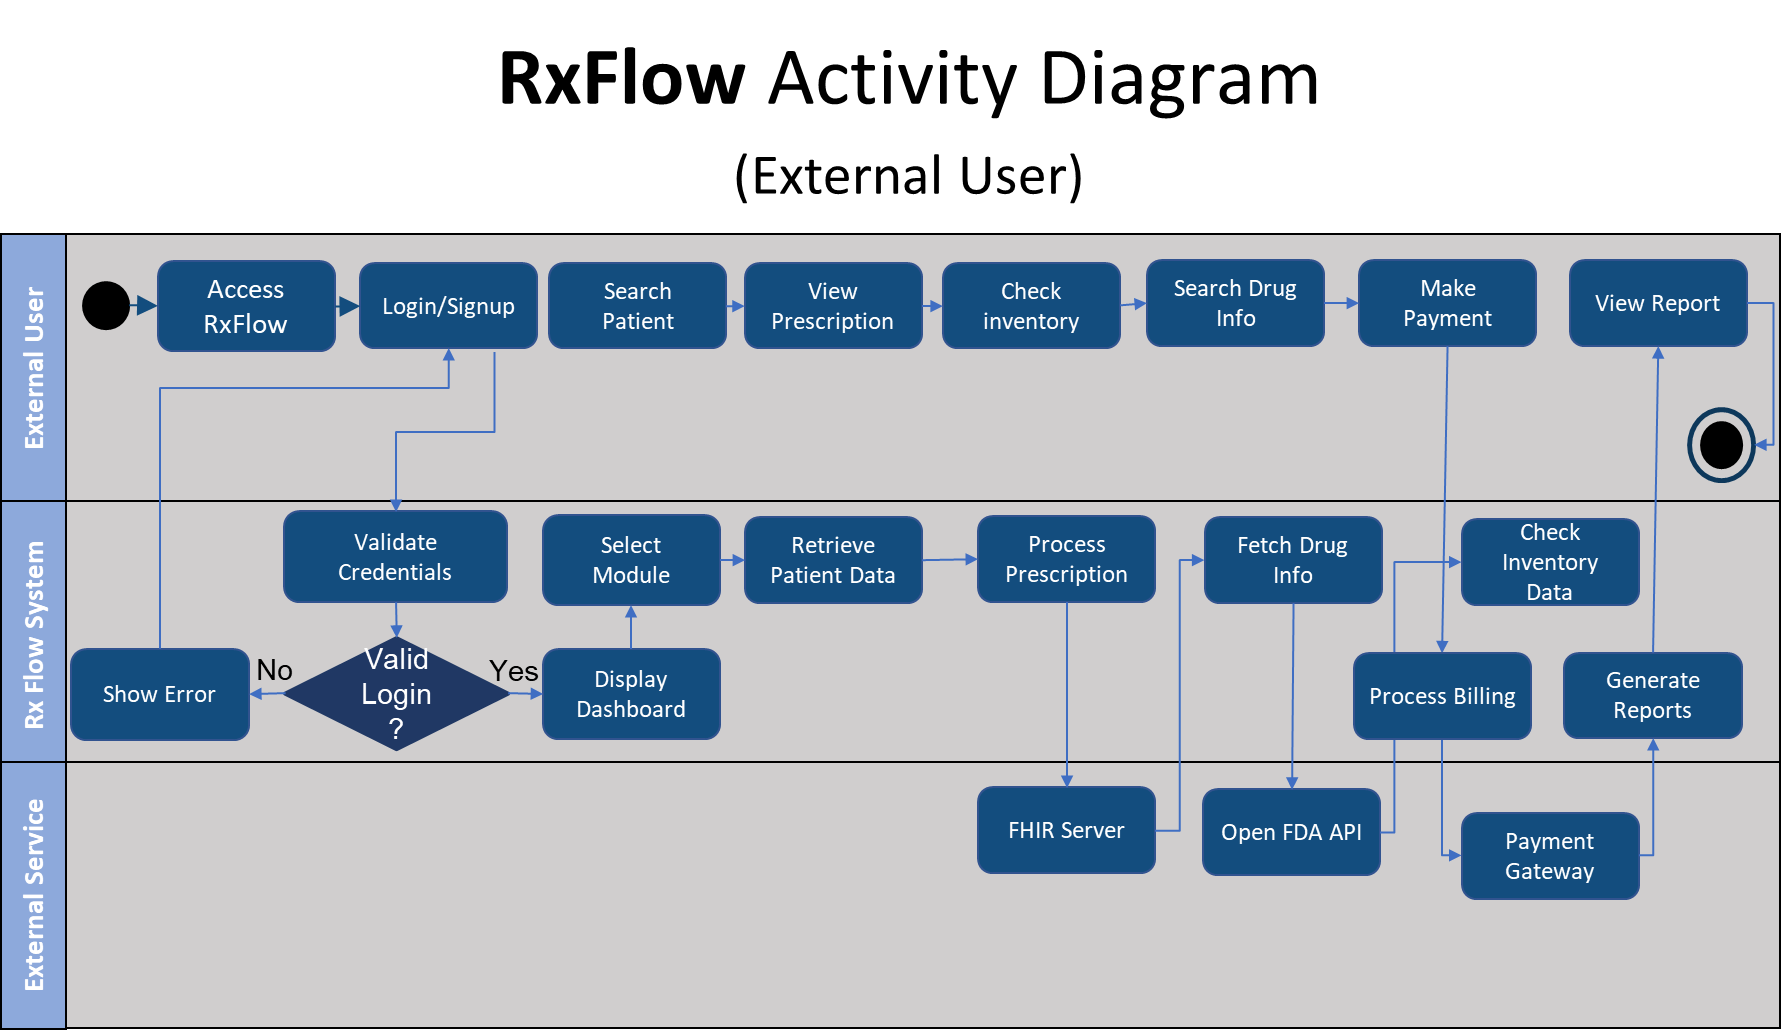 RxFlow Activity Diagram
(External User)
External User
Access
RxFlow
Login/Signup
Search
Patient
View
Prescription
Check
inventory
Search Drug
Info
Make
Payment
View Report
Rx Flow System
Validate
Credentials
Select
Module
Retrieve
Patient Data
Process
Prescription
Fetch Drug
Info
Check
Inventory
Data
Show Error
No
Valid
Login
?
Yes
Display
Dashboard
Process Billing
Generate
Reports
External Service
FHIR Server
Open FDA API
Payment
Gateway